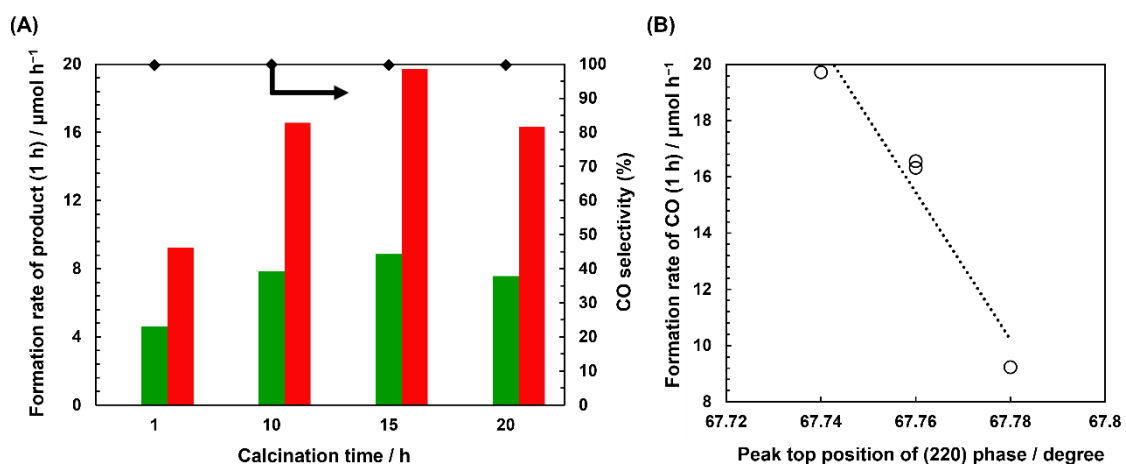 (A)
Formation rate of product (1 h) / μmol h⁻¹
20
16
12
8
4
0
100
90
80
70
60
50
40
30
20
10
0
CO selectivity (%)
1 10 15 20
Calcination time / h
(B)
Formation rate of CO (1 h) / μmol h⁻¹
20
18
16
14
12
10
8
67.72 67.74 67.76 67.78 67.8
Peak top position of (220) phase / degree